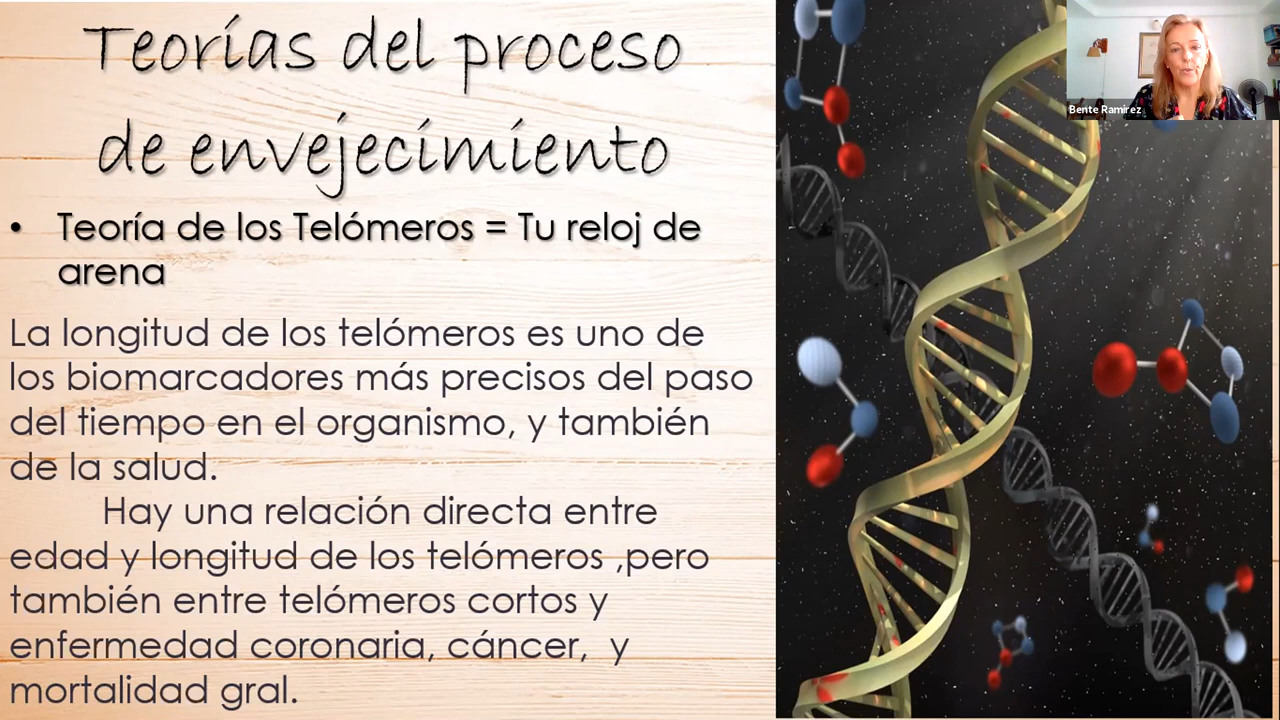 Teorías del proceso
de envejecimiento
• Teoría de los Telómeros = Tu reloj de
arena
La longitud de los telómeros es uno de
los biomarcadores más precisos del paso
del tiempo en el organismo, y también
de la salud.
Hay una relación directa entre
edad y longitud de los telómeros ,pero
también entre telómeros cortos y
enfermedad coronaria, cáncer, y
mortalidad gral.
Bente Ramirez